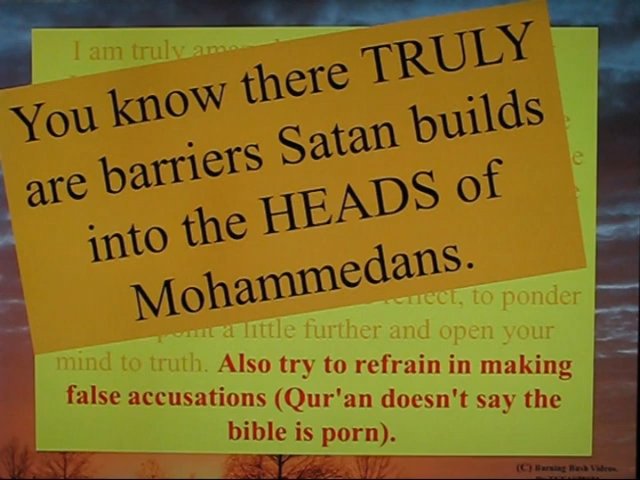 I am truly
You know there TRULY
are barriers Satan builds
into the HEADS of
Mohammedans.
reflect, to ponder
a little further and open your
mind to truth. Also try to refrain in making
false accusations (Qur'an doesn't say the
bible is porn).
(C) Burning Bush Videos.